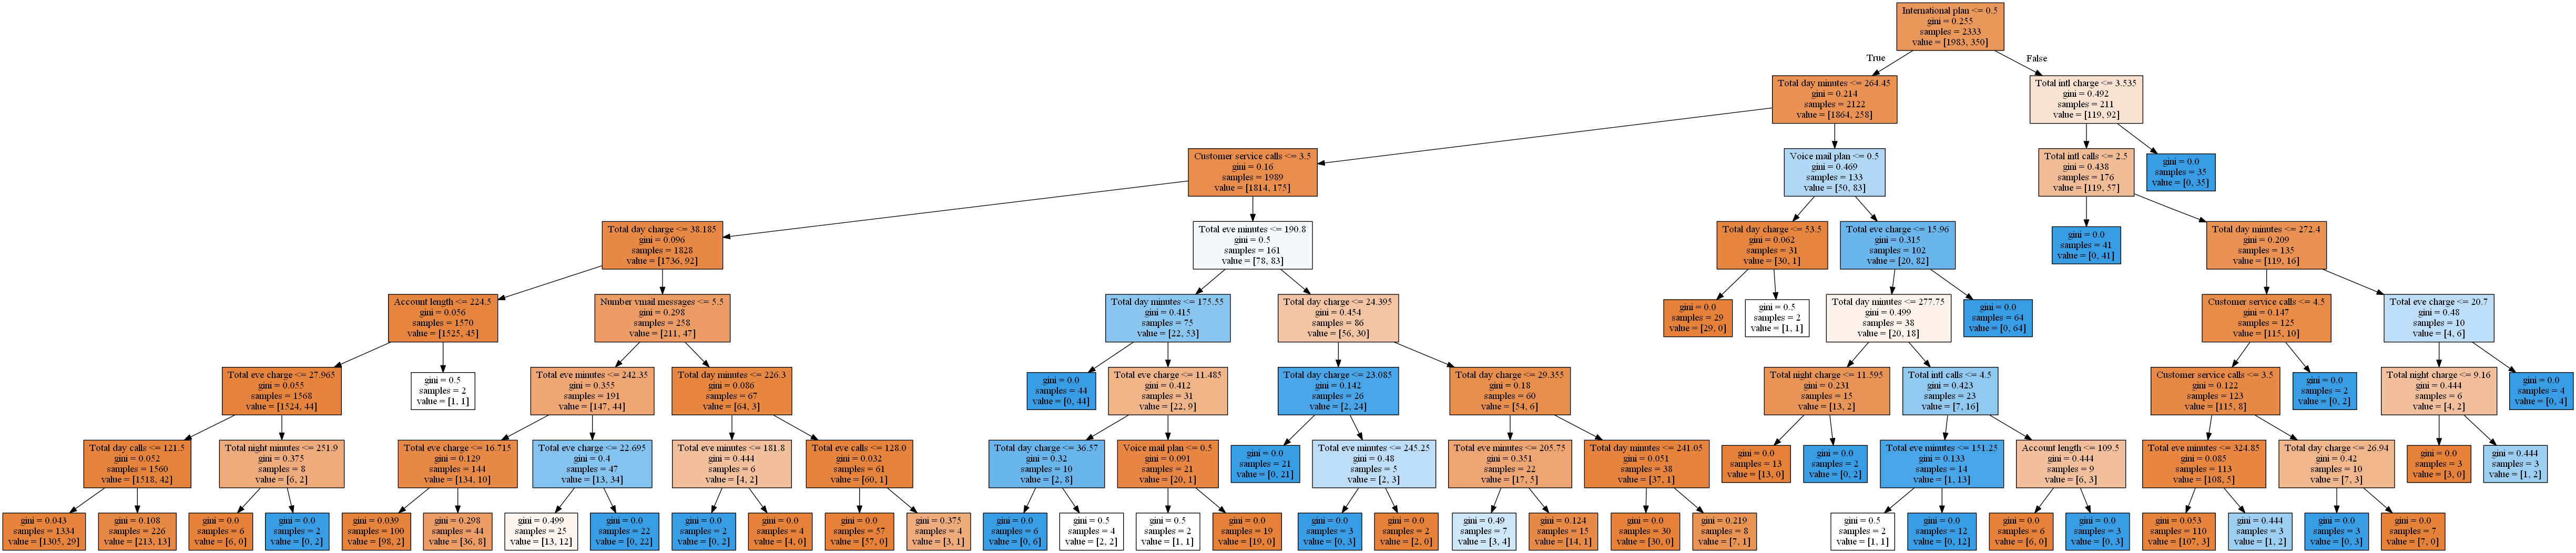 International plan <= 0.5
gini = 0.255
samples = 2333
value = [1983, 350]
True
False
Total day minutes <= 264.45
gini = 0.214
samples = 2122
value = [1864, 258]
Total intl charge <= 3.535
gini = 0.492
samples = 211
value = [119, 92]
Customer service calls <= 3.5
gini = 0.16
samples = 1989
value = [1814, 175]
Voice mail plan <= 0.5
gini = 0.469
samples = 133
value = [50, 83]
Total intl calls <= 2.5
gini = 0.438
samples = 176
value = [119, 57]
gini = 0.0
samples = 35
value = [0, 35]
Total day charge <= 38.185
gini = 0.096
samples = 1828
value = [1736, 92]
Total eve minutes <= 190.8
gini = 0.5
samples = 161
value = [78, 83]
Total day charge <= 53.5
gini = 0.062
samples = 31
value = [30, 1]
Total eve charge <= 15.96
gini = 0.315
samples = 102
value = [20, 82]
gini = 0.0
samples = 41
value = [0, 41]
Total day minutes <= 272.4
gini = 0.209
samples = 135
value = [119, 16]
Account length <= 224.5
gini = 0.056
samples = 1570
value = [1525, 45]
Number vmail messages <= 5.5
gini = 0.298
samples = 258
value = [211, 47]
Total day minutes <= 175.55
gini = 0.415
samples = 75
value = [22, 53]
Total day charge <= 24.395
gini = 0.454
samples = 86
value = [56, 30]
gini = 0.0
samples = 29
value = [29, 0]
gini = 0.5
samples = 2
value = [1, 1]
Total day minutes <= 277.75
gini = 0.499
samples = 38
value = [20, 18]
gini = 0.0
samples = 64
value = [0, 64]
Customer service calls <= 4.5
gini = 0.147
samples = 125
value = [115, 10]
Total eve charge <= 20.7
gini = 0.48
samples = 10
value = [4, 6]
Total eve charge <= 27.965
gini = 0.055
samples = 1568
value = [1524, 44]
gini = 0.5
samples = 2
value = [1, 1]
Total eve minutes <= 242.35
gini = 0.355
samples = 191
value = [147, 44]
Total day minutes <= 226.3
gini = 0.086
samples = 67
value = [64, 3]
gini = 0.0
samples = 44
value = [0, 44]
Total eve charge <= 11.485
gini = 0.412
samples = 31
value = [22, 9]
Total day charge <= 23.085
gini = 0.142
samples = 26
value = [2, 24]
Total day charge <= 29.355
gini = 0.18
samples = 60
value = [54, 6]
Total night charge <= 11.595
gini = 0.231
samples = 15
value = [13, 2]
Total intl calls <= 4.5
gini = 0.423
samples = 23
value = [7, 16]
Customer service calls <= 3.5
gini = 0.122
samples = 123
value = [115, 8]
gini = 0.0
samples = 2
value = [0, 2]
Total night charge <= 9.16
gini = 0.444
samples = 6
value = [4, 2]
gini = 0.0
samples = 4
value = [0, 4]
Total day calls <= 121.5
gini = 0.052
samples = 1560
value = [1518, 42]
Total night minutes <= 251.9
gini = 0.375
samples = 8
value = [6, 2]
Total eve charge <= 16.715
gini = 0.129
samples = 144
value = [134, 10]
Total eve charge <= 22.695
gini = 0.4
samples = 47
value = [13, 34]
Total eve minutes <= 181.8
gini = 0.444
samples = 6
value = [4, 2]
Total eve calls <= 128.0
gini = 0.032
samples = 61
value = [60, 1]
Total day charge <= 36.57
gini = 0.32
samples = 10
value = [2, 8]
Voice mail plan <= 0.5
gini = 0.091
samples = 21
value = [20, 1]
gini = 0.0
samples = 21
value = [0, 21]
Total eve minutes <= 245.25
gini = 0.48
samples = 5
value = [2, 3]
Total eve minutes <= 205.75
gini = 0.351
samples = 22
value = [17, 5]
Total day minutes <= 241.05
gini = 0.051
samples = 38
value = [37, 1]
gini = 0.0
samples = 13
value = [13, 0]
gini = 0.0
samples = 2
value = [0, 2]
Total eve minutes <= 151.25
gini = 0.133
samples = 14
value = [1, 13]
Account length <= 109.5
gini = 0.444
samples = 9
value = [6, 3]
Total eve minutes <= 324.85
gini = 0.085
samples = 113
value = [108, 5]
Total day charge <= 26.94
gini = 0.42
samples = 10
value = [7, 3]
gini = 0.0
samples = 3
value = [3, 0]
gini = 0.444
samples = 3
value = [1, 2]
gini = 0.043
samples = 1334
value = [1305, 29]
gini = 0.108
samples = 226
value = [213, 13]
gini = 0.0
samples = 6
value = [6, 0]
gini = 0.0
samples = 2
value = [0, 2]
gini = 0.039
samples = 100
value = [98, 2]
gini = 0.298
samples = 44
value = [36, 8]
gini = 0.499
samples = 25
value = [13, 12]
gini = 0.0
samples = 22
value = [0, 22]
gini = 0.0
samples = 2
value = [0, 2]
gini = 0.0
samples = 4
value = [4, 0]
gini = 0.0
samples = 57
value = [57, 0]
gini = 0.375
samples = 4
value = [3, 1]
gini = 0.0
samples = 6
value = [0, 6]
gini = 0.5
samples = 4
value = [2, 2]
gini = 0.5
samples = 2
value = [1, 1]
gini = 0.0
samples = 19
value = [19, 0]
gini = 0.0
samples = 3
value = [0, 3]
gini = 0.0
samples = 2
value = [2, 0]
gini = 0.49
samples = 7
value = [3, 4]
gini = 0.124
samples = 15
value = [14, 1]
gini = 0.0
samples = 30
value = [30, 0]
gini = 0.219
samples = 8
value = [7, 1]
gini = 0.5
samples = 2
value = [1, 1]
gini = 0.0
samples = 12
value = [0, 12]
gini = 0.0
samples = 6
value = [6, 0]
gini = 0.0
samples = 3
value = [0, 3]
gini = 0.053
samples = 110
value = [107, 3]
gini = 0.444
samples = 3
value = [1, 2]
gini = 0.0
samples = 3
value = [0, 3]
gini = 0.0
samples = 7
value = [7, 0]